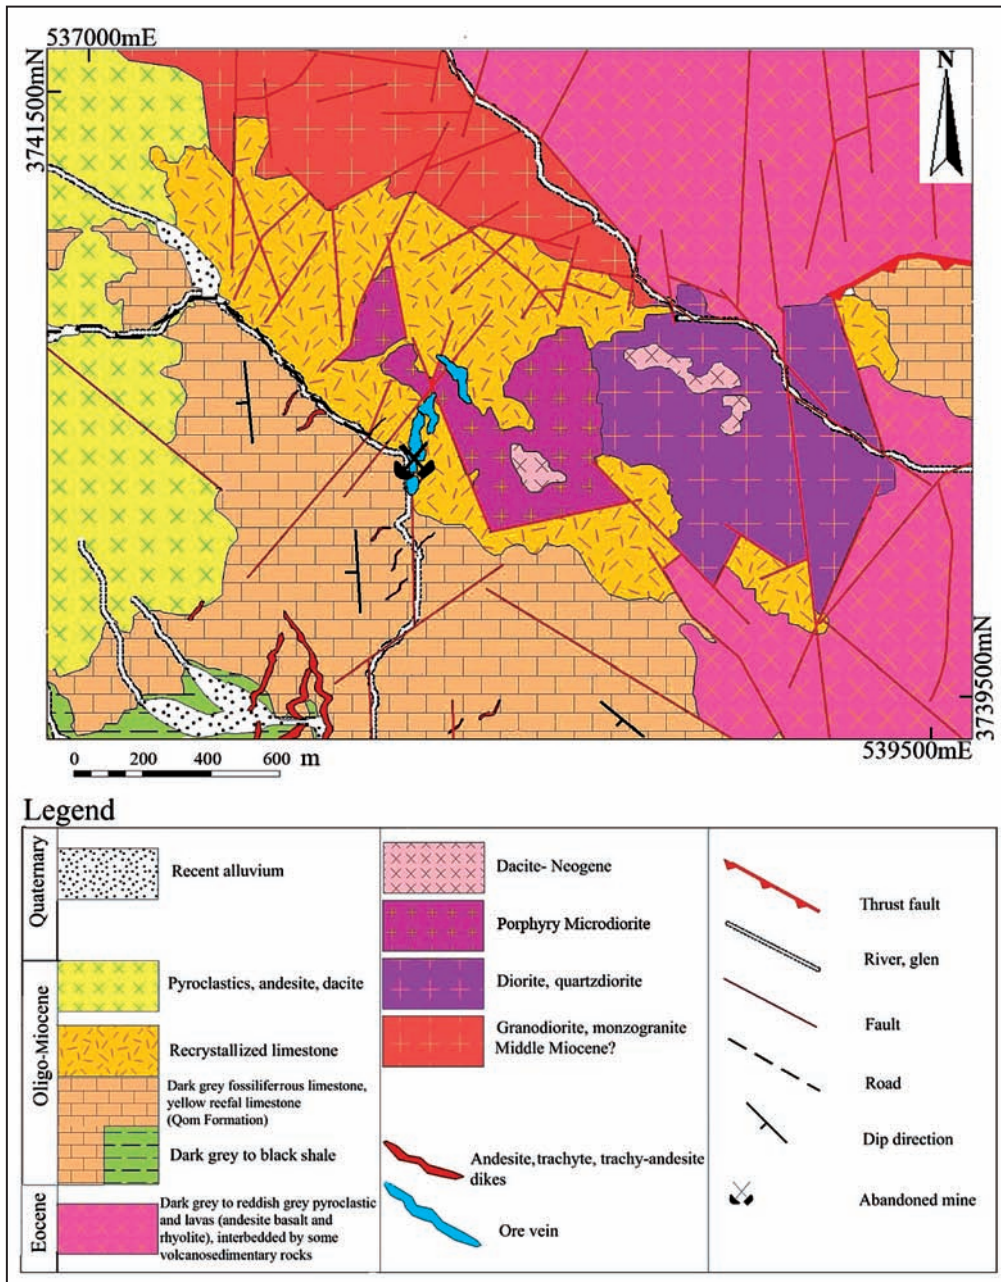 537000mE
N
3741500mN
3739500mN
539500mE
0 200 400 600 m
Legend
Quaternary
Recent alluvium
Oligo-Miocene
Pyroclastics, andesite, dacite
Recrystallized limestone
Dark grey fossiliferrous limestone,
yellow reefal limestone
(Qom Formation)
Dark grey to black shale
Eocene
Dark grey to reddish grey pyroclastic
and lavas (andesite basalt and
rhyolite), interbedded by some
volcanosedimentary rocks
Dacite- Neogene
Porphyry Microdiorite
Diorite, quartzdiorite
Granodiorite, monzogranite
Middle Miocene?
Andesite, trachyte, trachy-andesite
dikes
Ore vein
Thrust fault
River, glen
Fault
Road
Dip direction
Abandoned mine